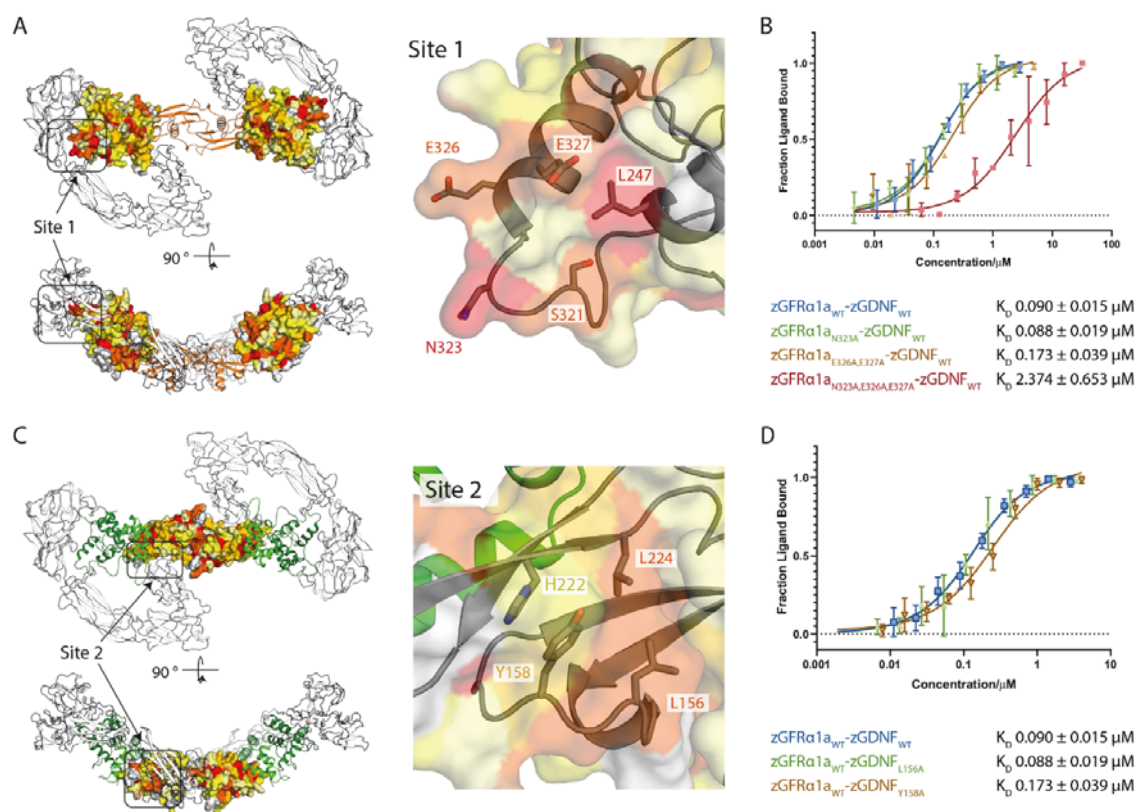 A
Site 1
90 °
Site 1
E326
E327
L247
S321
N323
B
Fraction Ligand Bound
1.0
0.5
0.0
0.001 0.01 0.1 1 10 100
Concentration/µM
zGFRα1aWT-zGDNFWT KD 0.090 ± 0.015 µM
zGFRα1aN323A-zGDNFWT KD 0.088 ± 0.019 µM
zGFRα1aE326A,E327A-zGDNFWT KD 0.173 ± 0.039 µM
zGFRα1aN323A,E326A,E327A-zGDNFWT KD 2.374 ± 0.653 µM
C
Site 2
90 °
Site 2
L224
H222
Y158
L156
D
Fraction Ligand Bound
1.0
0.5
0.0
0.001 0.01 0.1 1 10
Concentration/µM
zGFRα1aWT-zGDNFWT KD 0.090 ± 0.015 µM
zGFRα1aWT-zGDNFL156A KD 0.088 ± 0.019 µM
zGFRα1aWT-zGDNFY158A KD 0.173 ± 0.039 µM